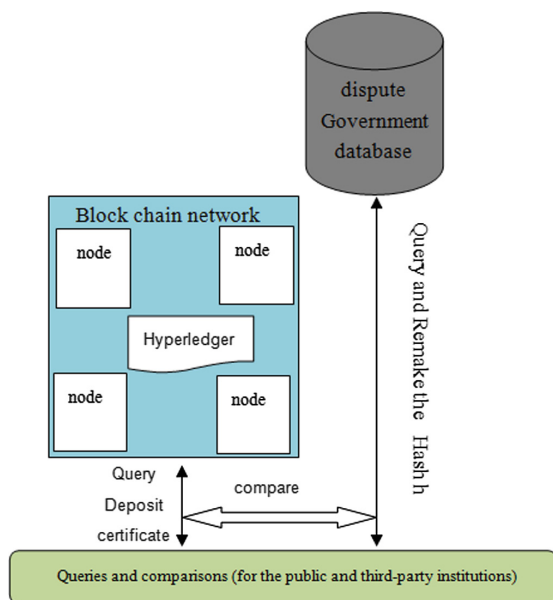 dispute
Government
database
Block chain network
node
node
Hyperledger
node
node
Query and Remake the Hash h
Query
Deposit
certificate
compare
Queries and comparisons (for the public and third-party institutions)